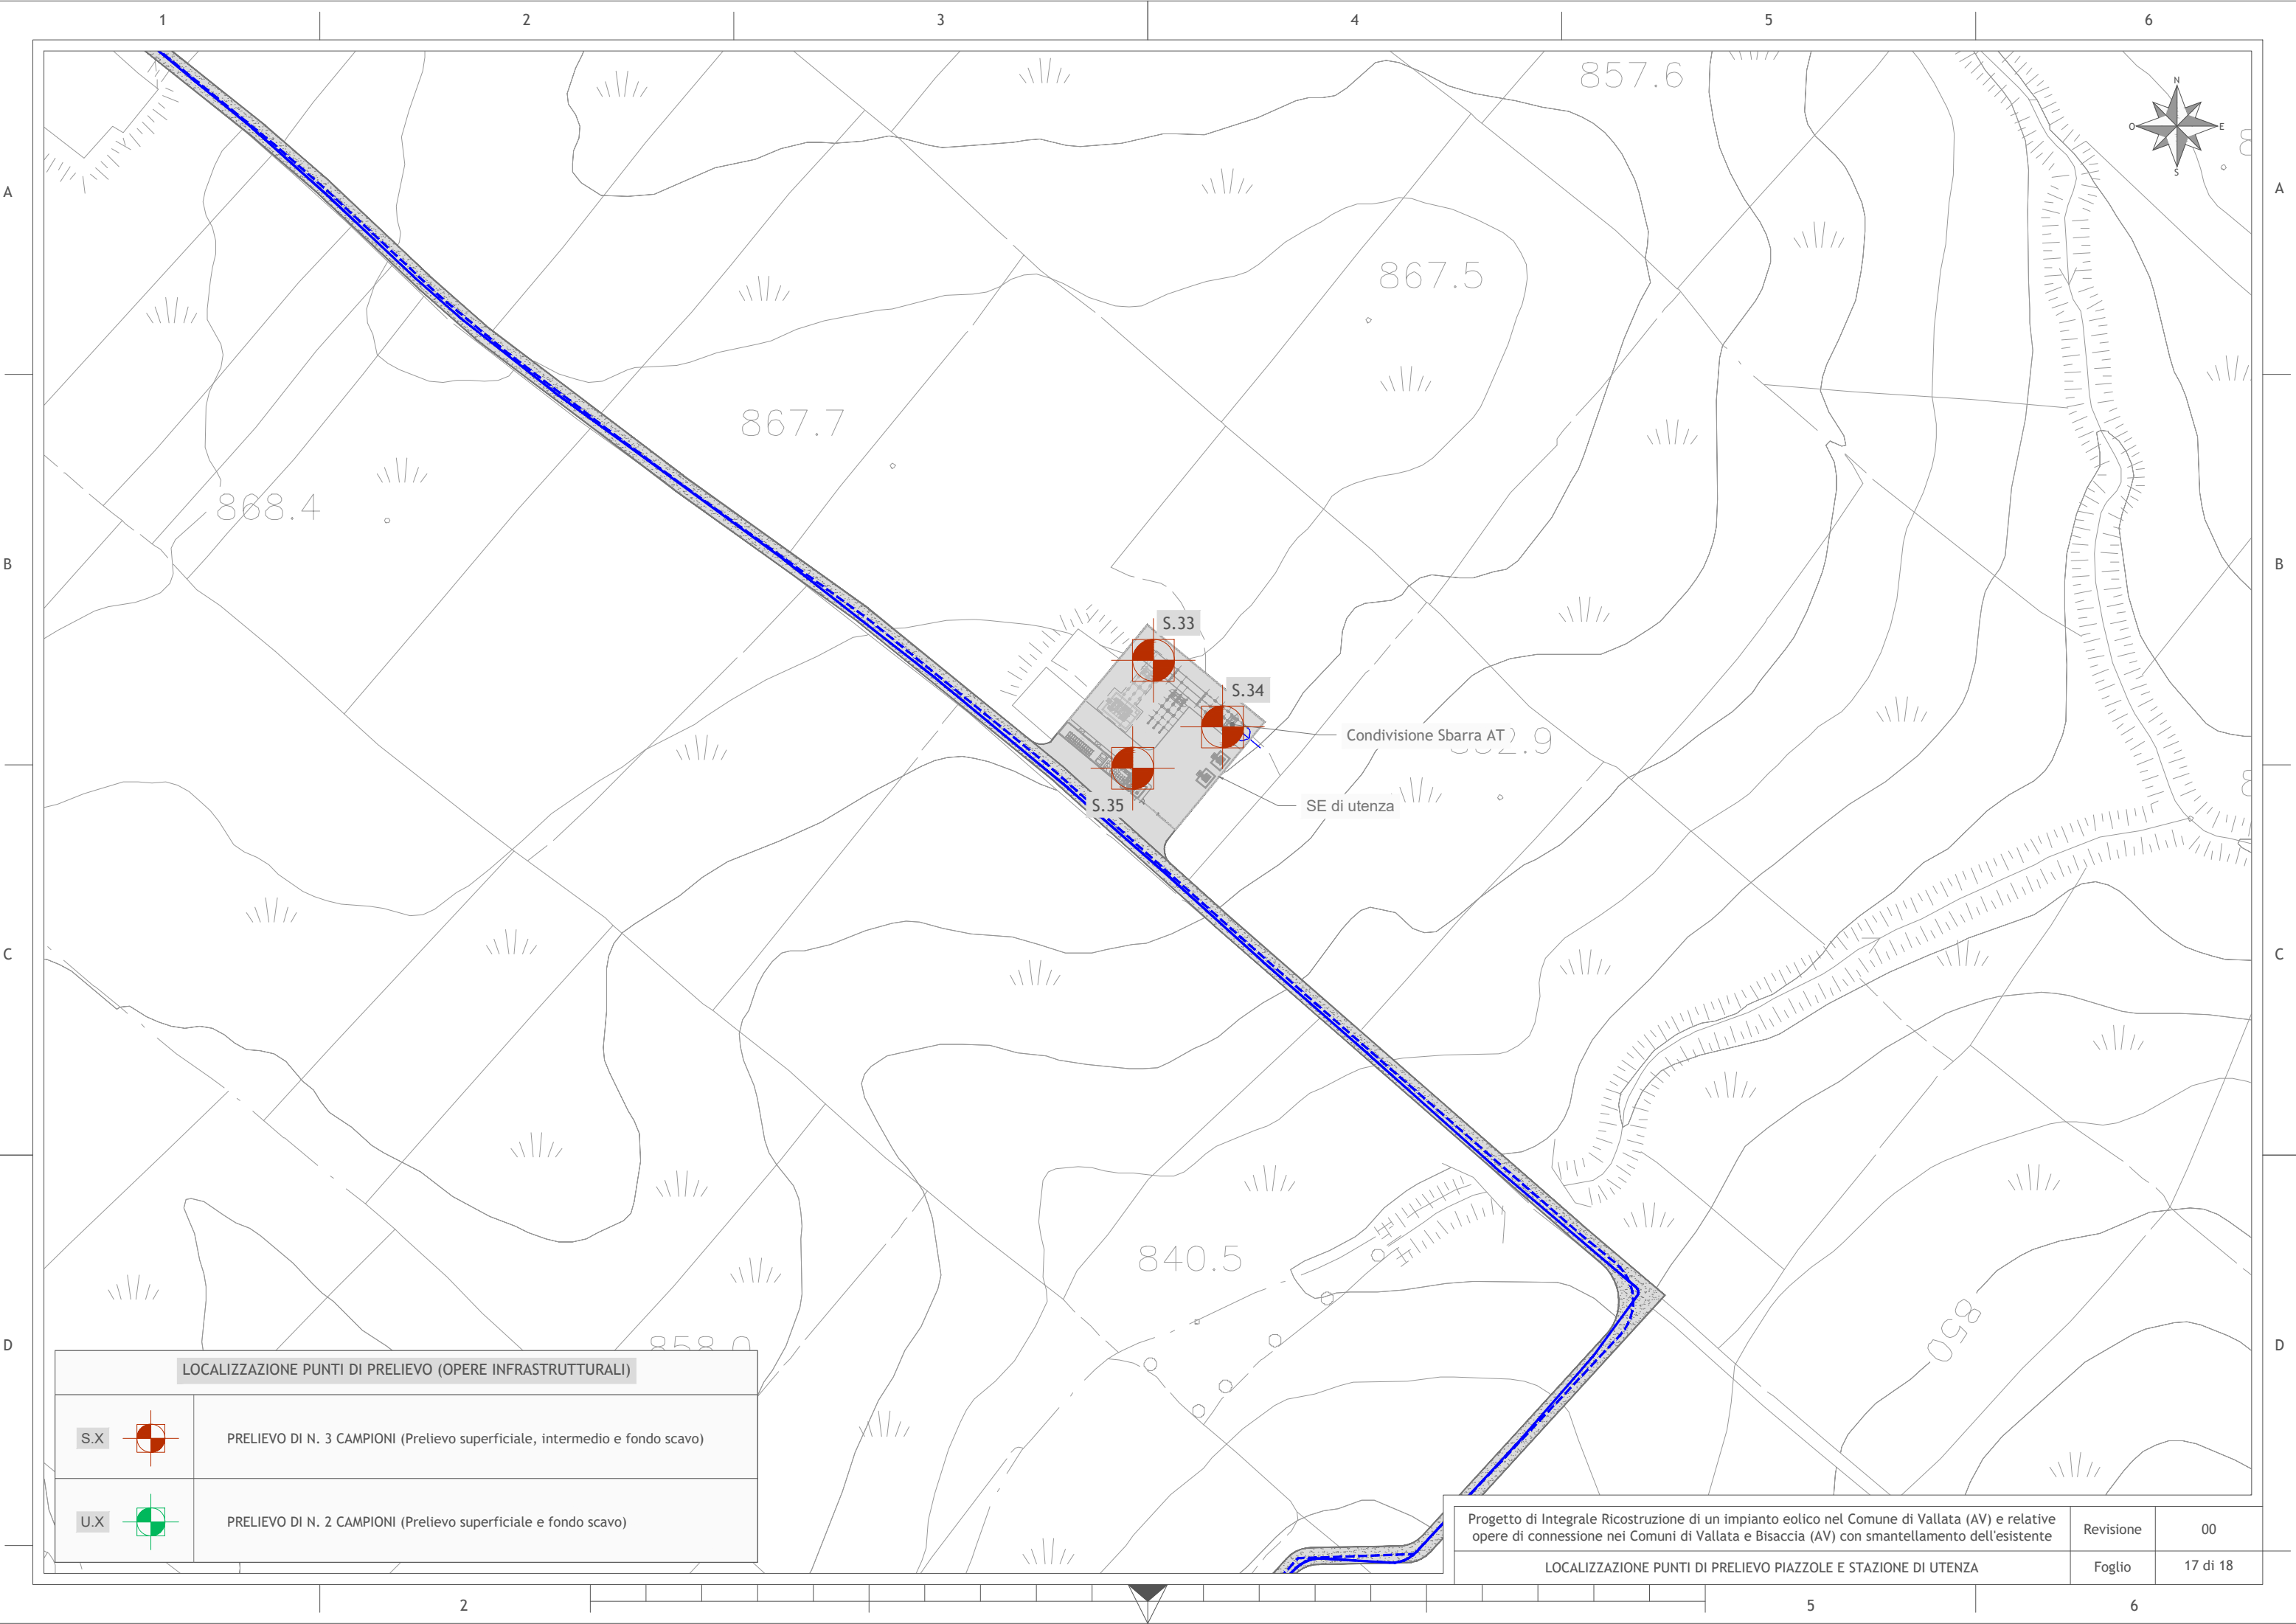 1 2 3 4 5 6
857.6
N
O E
S
A A
867.5
867.7
868.4
B B
S.33
S.34
Condivisione Sbarra AT
S.35
SE di utenza
C C
840.5
850
D D
LOCALIZZAZIONE PUNTI DI PRELIEVO (OPERE INFRASTRUTTURALI)
S.X PRELIEVO DI N. 3 CAMPIONI (Prelievo superficiale, intermedio e fondo scavo)
U.X PRELIEVO DI N. 2 CAMPIONI (Prelievo superficiale e fondo scavo)
Progetto di Integrale Ricostruzione di un impianto eolico nel Comune di Vallata (AV) e relative
opere di connessione nei Comuni di Vallata e Bisaccia (AV) con smantellamento dell'esistente
Revisione 00
LOCALIZZAZIONE PUNTI DI PRELIEVO PIAZZOLE E STAZIONE DI UTENZA
Foglio 17 di 18
2 5 6